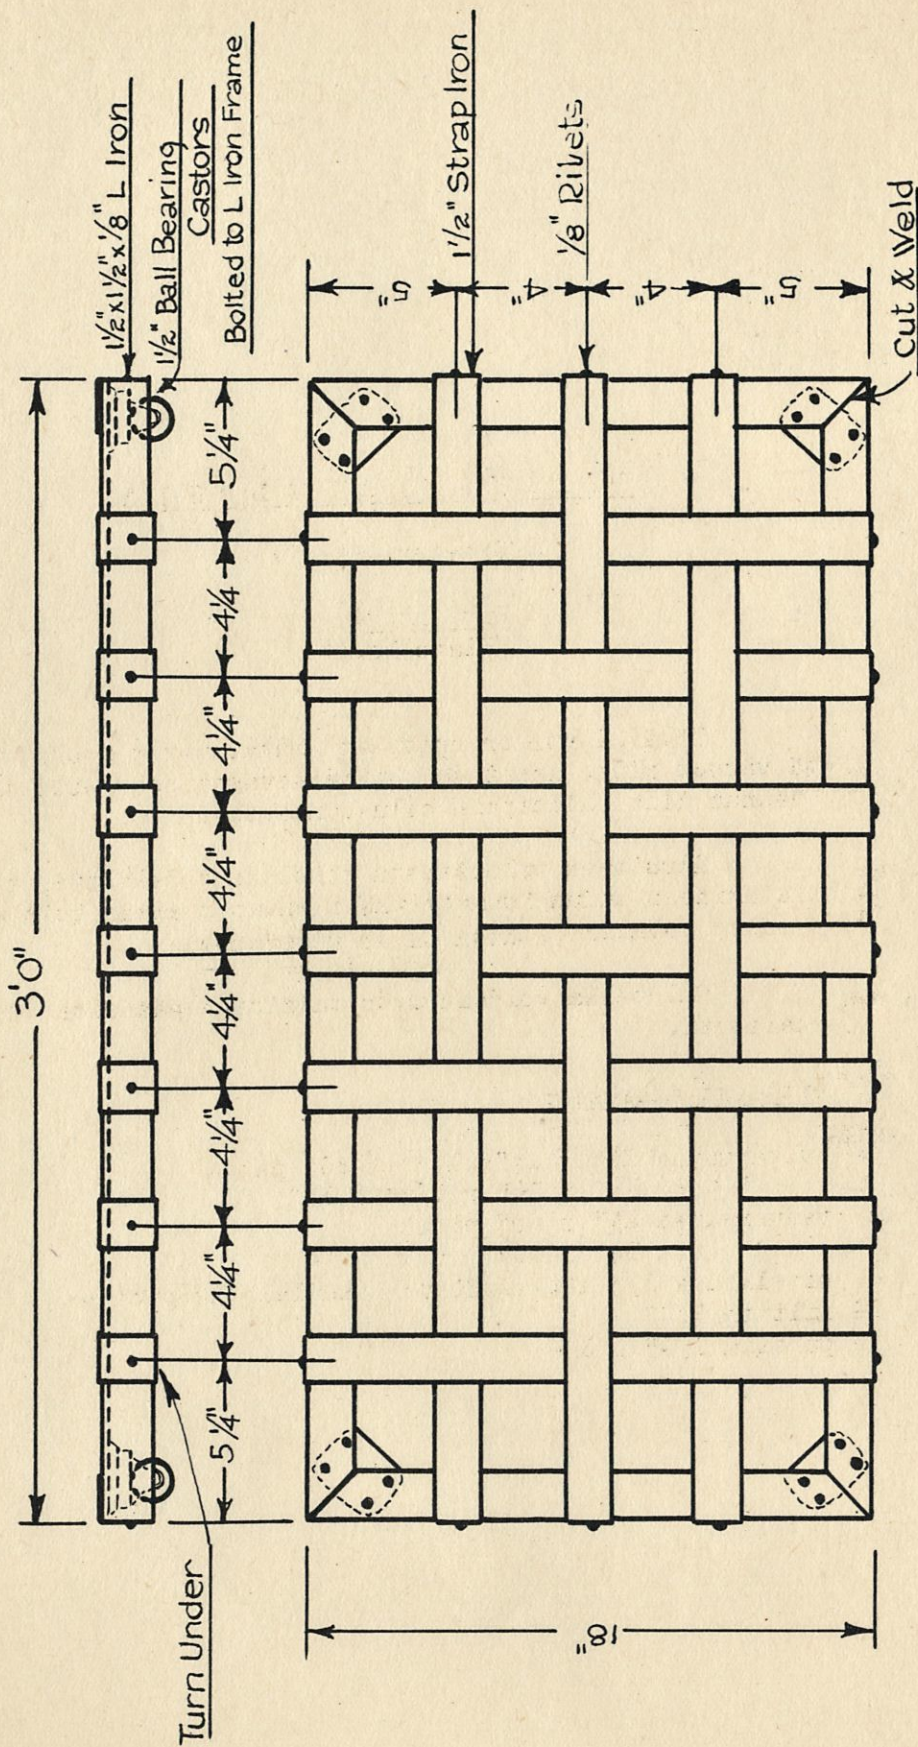 3'0"
1½"x1½"x⅛" L Iron
1½" Ball Bearing
Castors
Bolted to L Iron Frame
Turn Under
5¼"
4¼"
4¼"
4¼"
4¼"
4¼"
4¼
5¼"
1½" Strap Iron
⅛" Rivets
5"
4"
4"
5"
18"
Cut & Weld